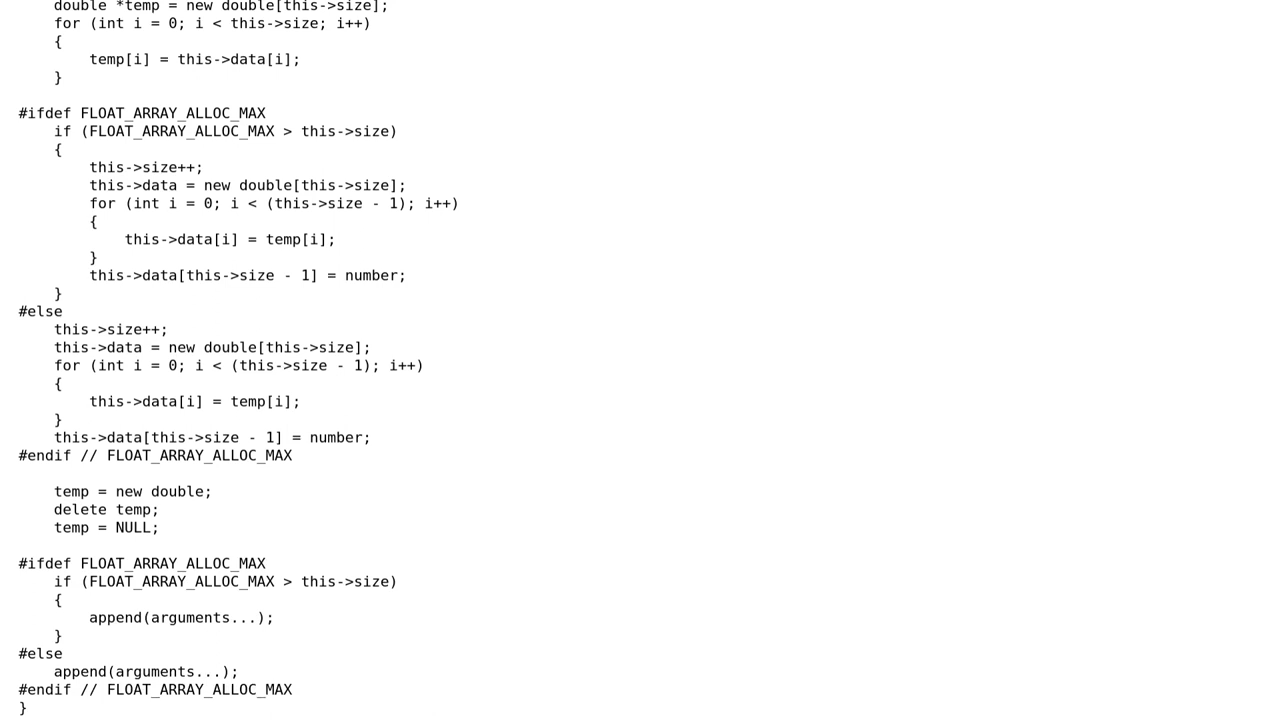 double *temp = new double[this->size];
for (int i = 0; i < this->size; i++)
{
temp[i] = this->data[i];
}
#ifdef FLOAT_ARRAY_ALLOC_MAX
if (FLOAT_ARRAY_ALLOC_MAX > this->size)
{
this->size++;
this->data = new double[this->size];
for (int i = 0; i < (this->size - 1); i++)
{
this->data[i] = temp[i];
}
this->data[this->size - 1] = number;
}
#else
this->size++;
this->data = new double[this->size];
for (int i = 0; i < (this->size - 1); i++)
{
this->data[i] = temp[i];
}
this->data[this->size - 1] = number;
#endif // FLOAT_ARRAY_ALLOC_MAX
temp = new double;
delete temp;
temp = NULL;
#ifdef FLOAT_ARRAY_ALLOC_MAX
if (FLOAT_ARRAY_ALLOC_MAX > this->size)
{
append(arguments...);
}
#else
append(arguments...);
#endif // FLOAT_ARRAY_ALLOC_MAX
}